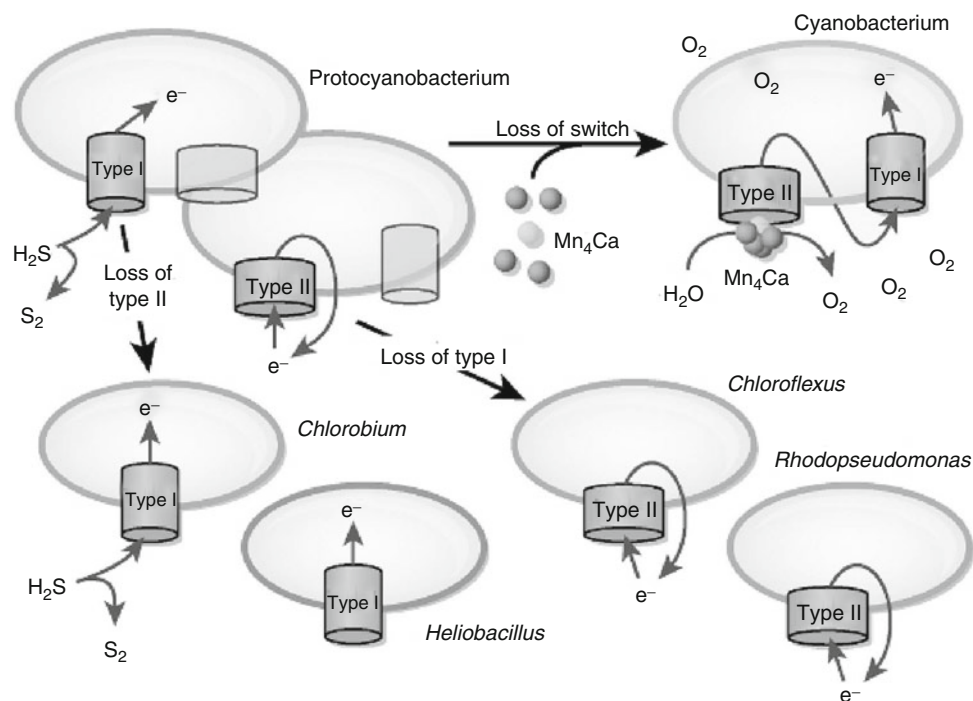 Protocyanobacterium
e⁻
Type I
H₂S
S₂
Loss of
type II
Type II
e⁻
Loss of switch
Mn₄Ca
Cyanobacterium
O₂
O₂
e⁻
Type II
Type I
H₂O
Mn₄Ca
O₂
O₂
O₂
Loss of type I
Chlorobium
e⁻
Type I
H₂S
S₂
e⁻
Type I
Heliobacillus
Chloroflexus
Type II
e⁻
Rhodopseudomonas
Type II
e⁻